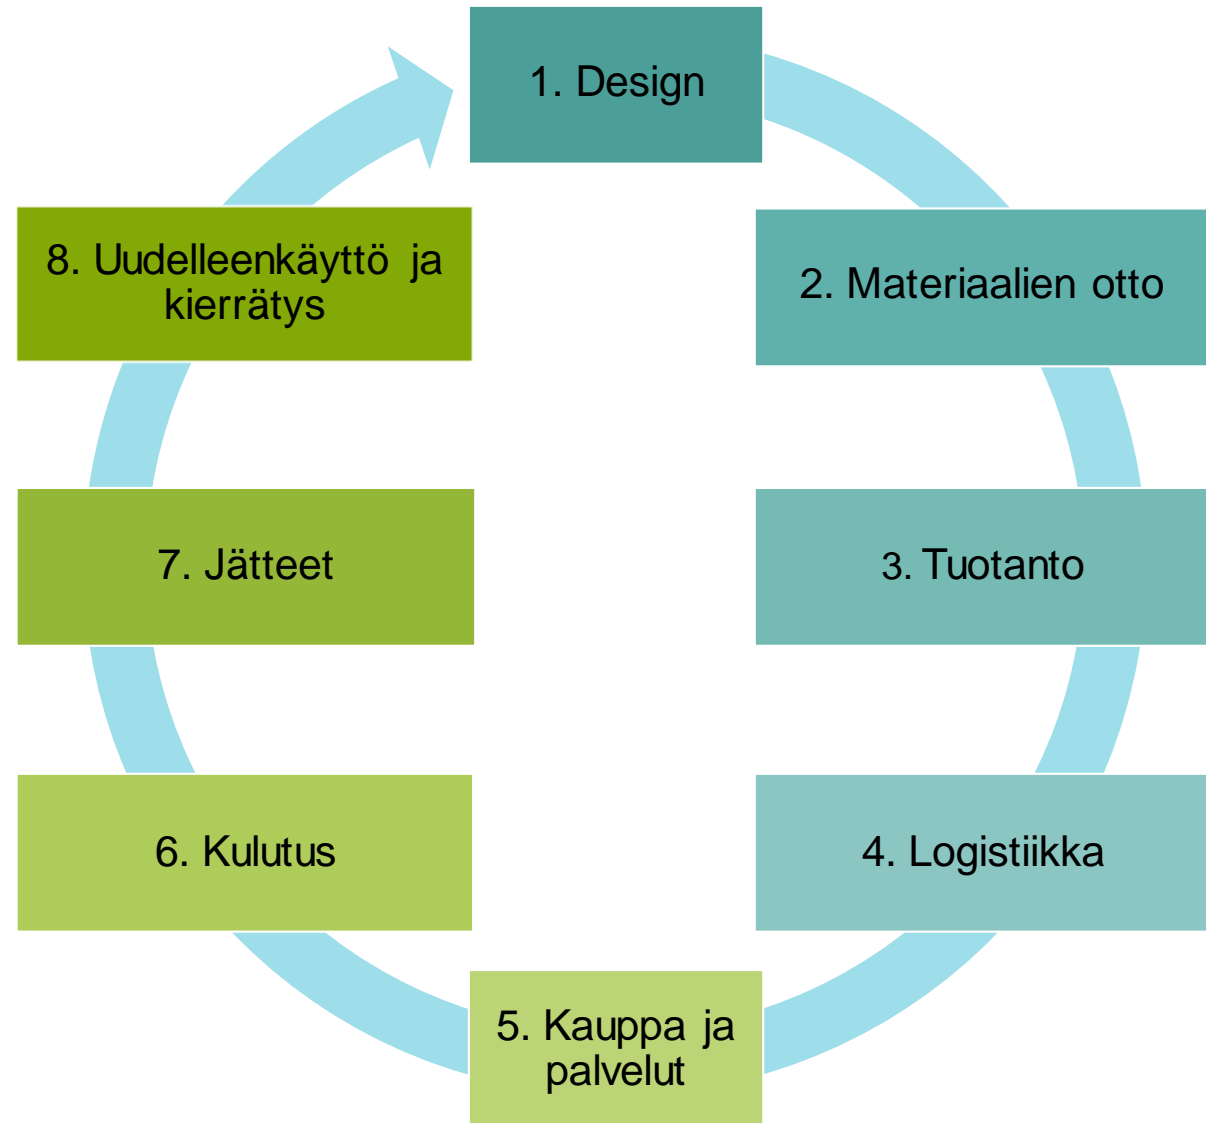 1. Design
2. Materiaalien otto
3. Tuotanto
4. Logistiikka
5. Kauppa ja
palvelut
6. Kulutus
7. Jätteet
8. Uudelleenkäyttö ja
kierrätys